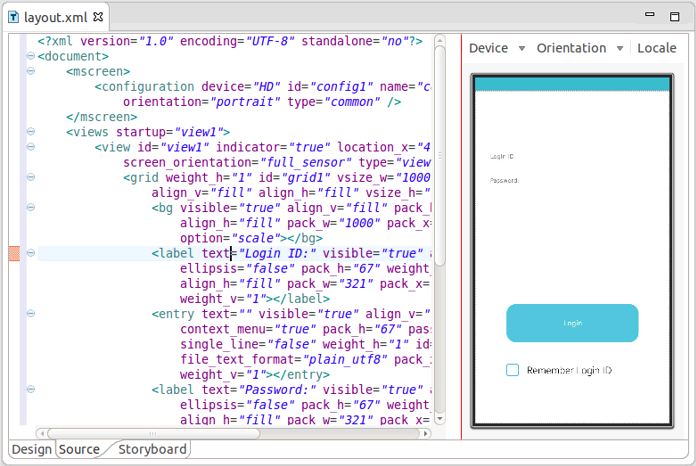 layout.xml
<?xml version="1.0" encoding="UTF-8" standalone="no"?>
<document>
<mscreen>
<configuration device="HD" id="config1" name="c
orientation="portrait" type="common" />
</mscreen>
<views startup="view1">
<view id="view1" indicator="true" location_x="4
screen_orientation="full_sensor" type="view
<grid weight_h="1" id="grid1" vsize_w="1000
align_v="fill" align_h="fill" vsize_h="
<bg visible="true" align_v="fill" pack_h
align_h="fill" pack_w="1000" pack_x=
option="scale"></bg>
<label text="Login ID:" visible="true" a
ellipsis="false" pack_h="67" weight_
align_h="fill" pack_w="321" pack_x=
weight_v="1"></label>
<entry text="" visible="true" align_v="
context_menu="true" pack_h="67" pas
single_line="false" weight_h="1" id=
file_text_format="plain_utf8" pack_x
weight_v="1"></entry>
<label text="Password:" visible="true" a
ellipsis="false" pack_h="67" weight_
align_h="fill" pack_w="321" pack_x=
Design Source Storyboard
Device Orientation Locale
Login ID:
Password:
Login
Remember Login ID